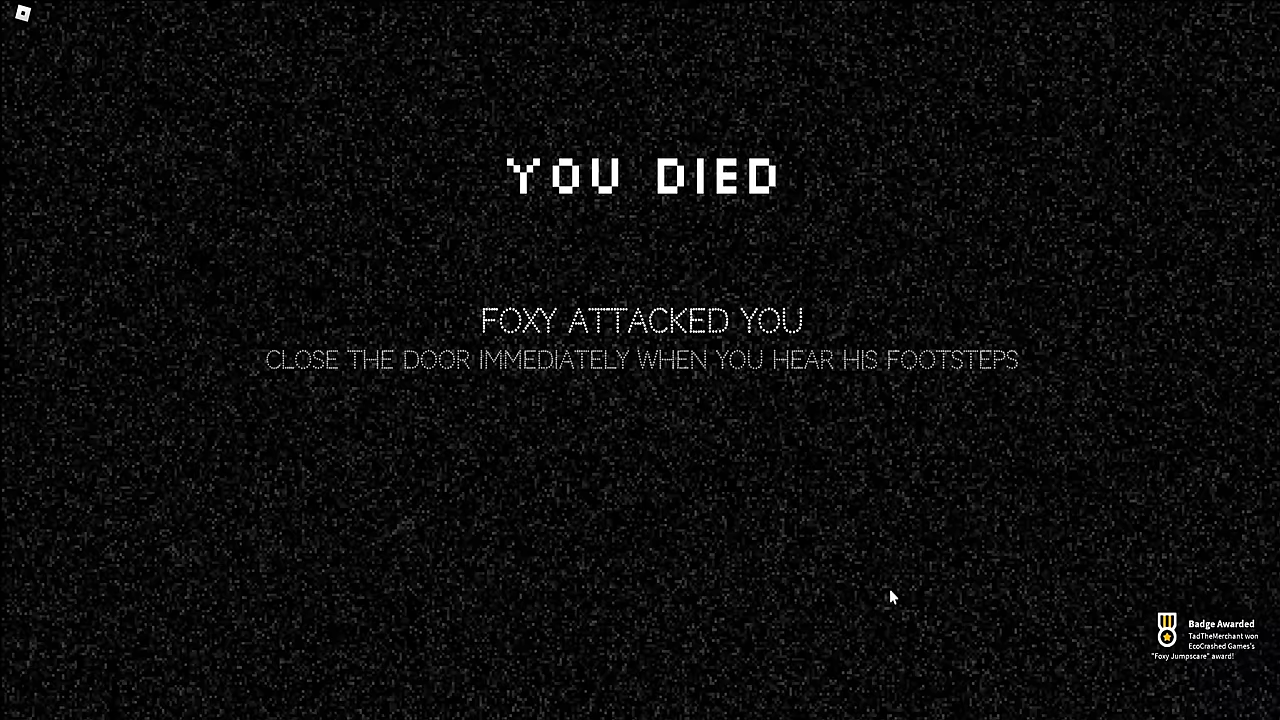 YOU DIED
FOXY ATTACKED YOU
CLOSE THE DOOR IMMEDIATELY WHEN YOU HEAR HIS FOOTSTEPS
Badge Awarded
TadTheMerchant won
EcoCrashed Games's
"Foxy Jumpscare" award!